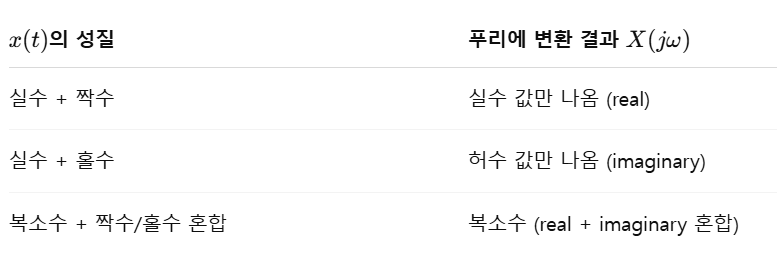 x(t)의 성질 푸리에 변환 결과 X(jω)
실수 + 짝수 실수 값만 나옴 (real)
실수 + 홀수 허수 값만 나옴 (imaginary)
복소수 + 짝수/홀수 혼합 복소수 (real + imaginary 혼합)